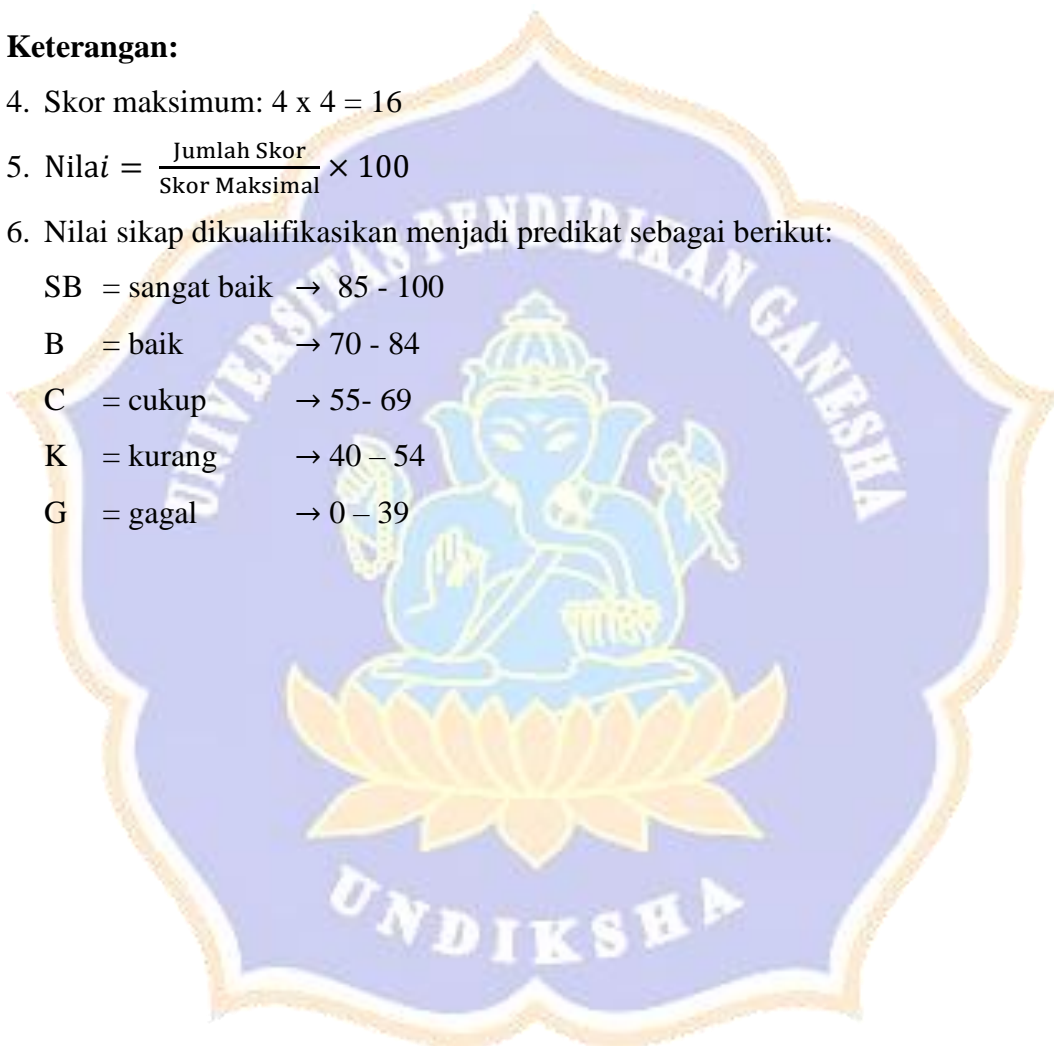 Keterangan:
4. Skor maksimum: 4 x 4 = 16
5. Nilai = Jumlah Skor / Skor Maksimal × 100
6. Nilai sikap dikualifikasikan menjadi predikat sebagai berikut:
SB = sangat baik → 85 - 100
B = baik → 70 - 84
C = cukup → 55- 69
K = kurang → 40 – 54
G = gagal → 0 – 39
UNIVERSITAS PENDIDIKAN GANESHA
UNDIKSHA